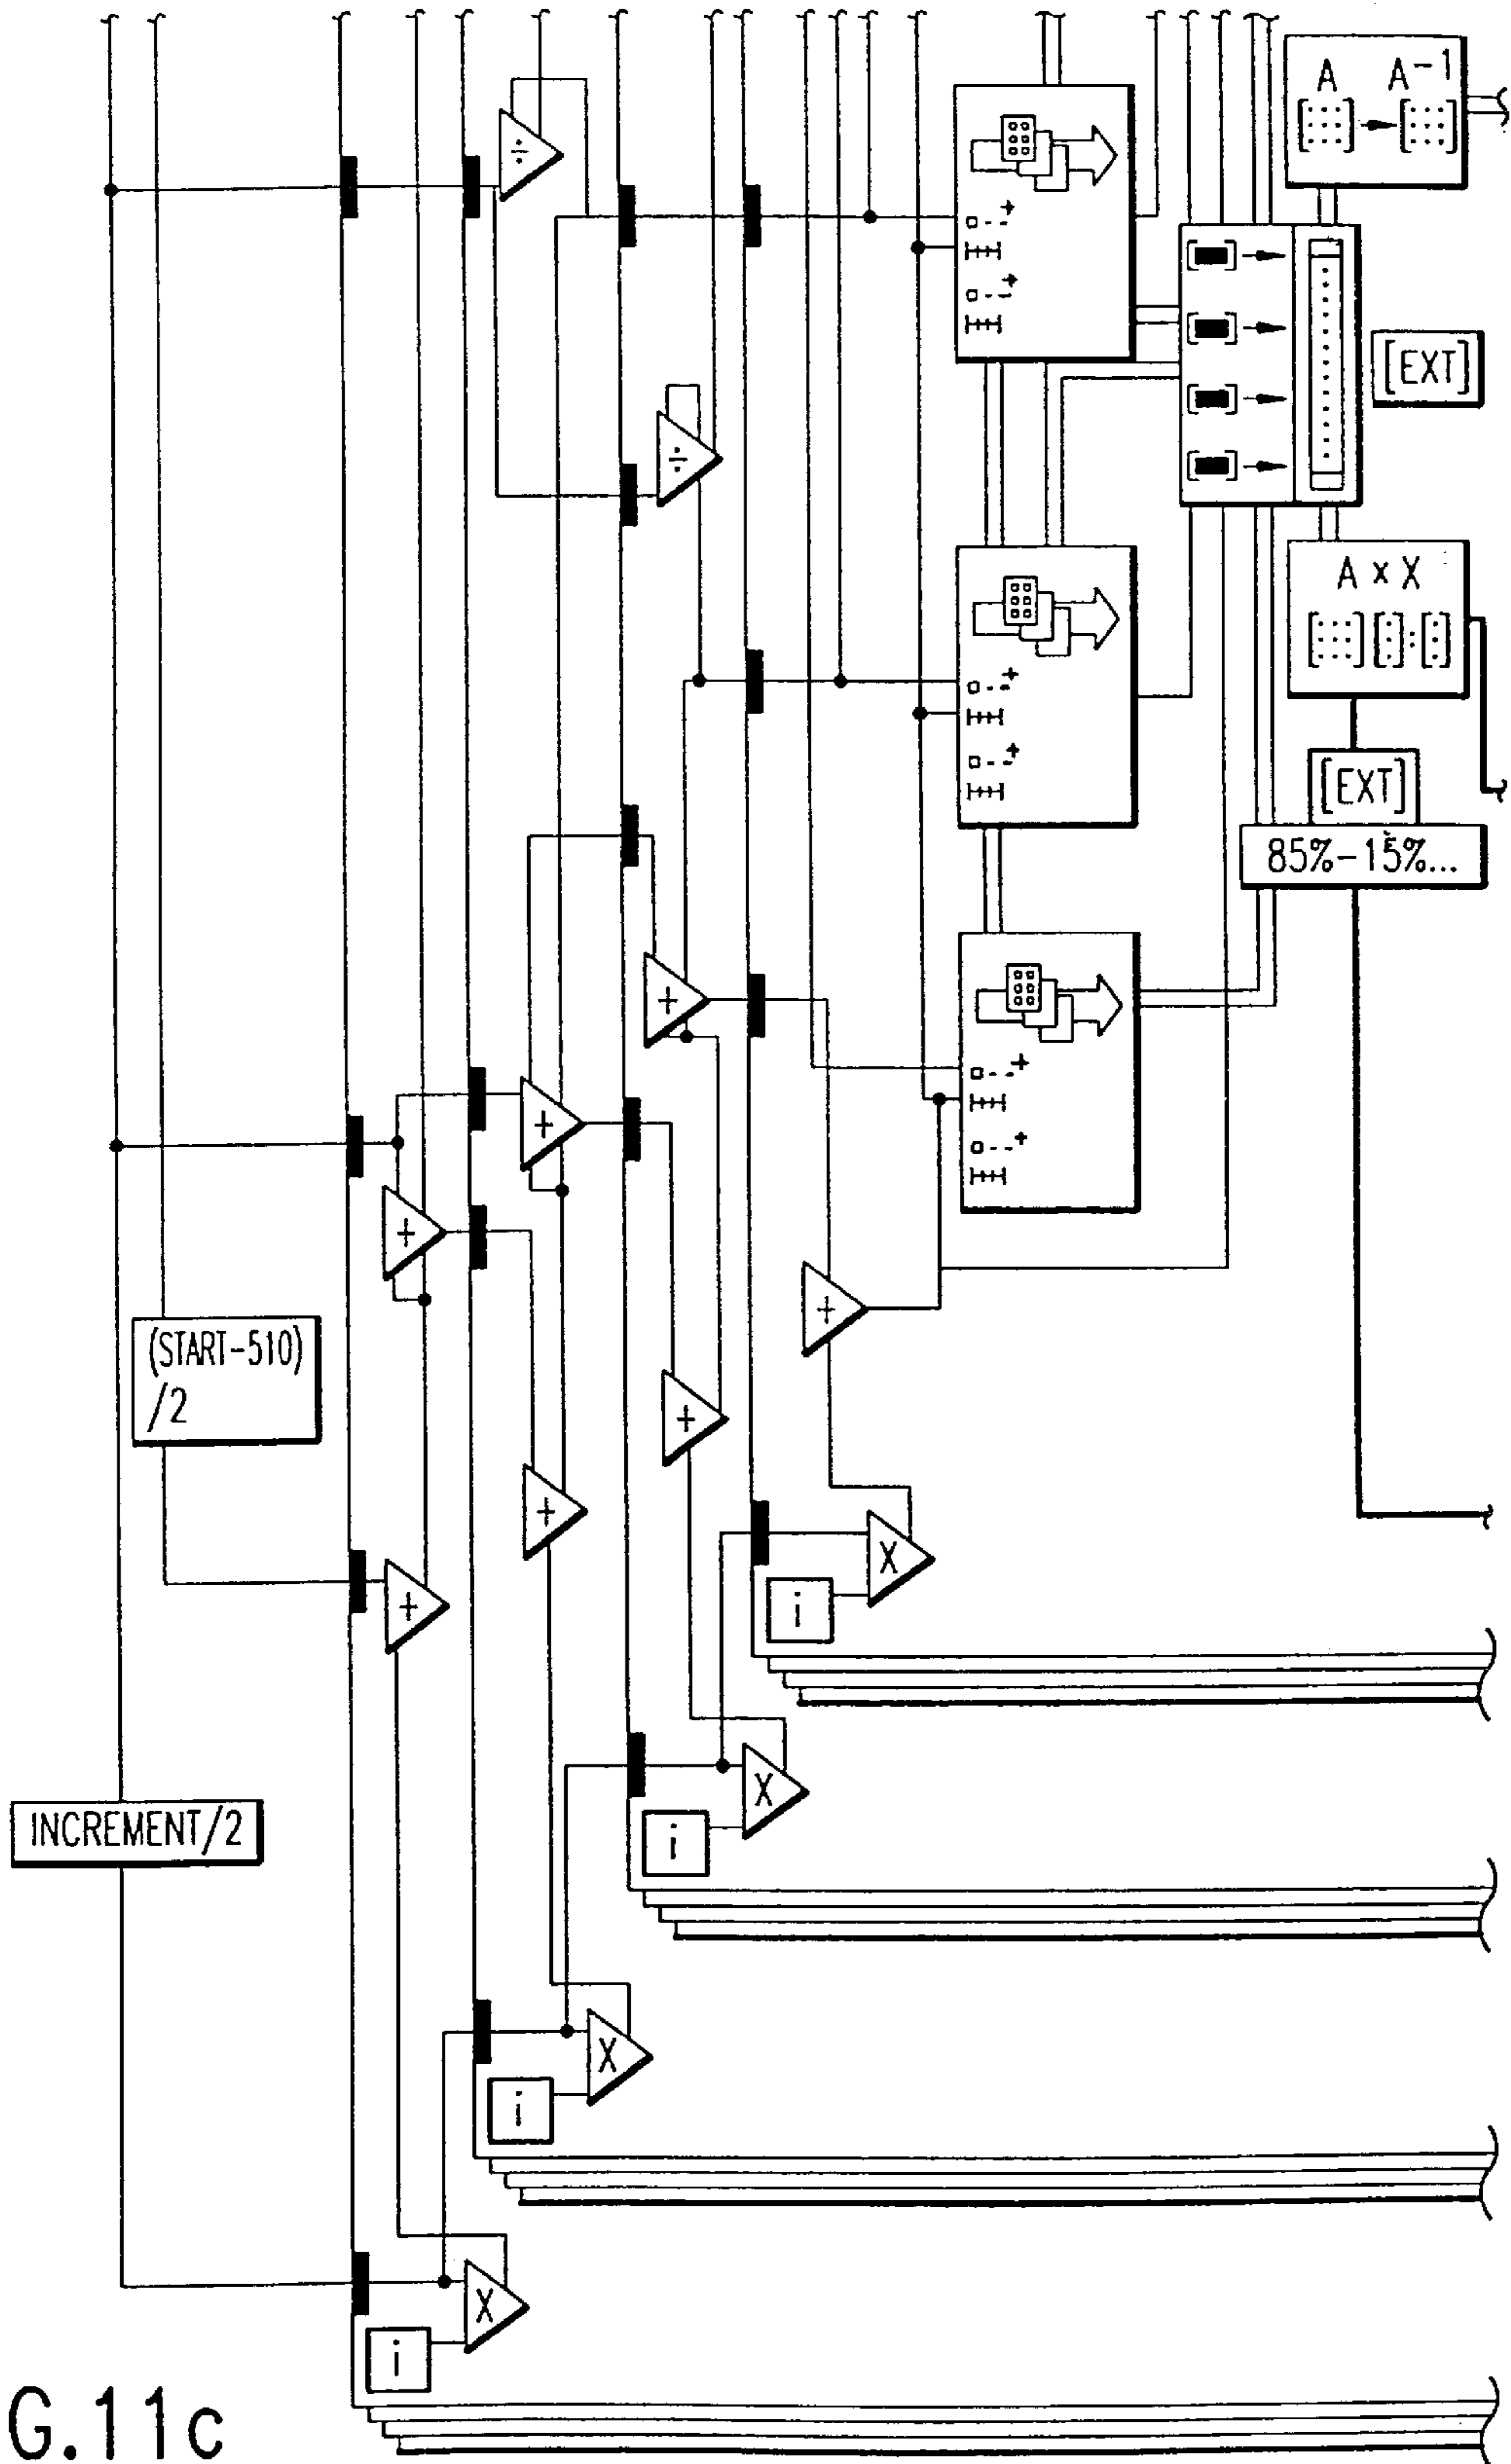 A A⁻¹
÷
÷
[EXT]
A x X
[EXT]
85%-15%...
+
+
+
(START-510)
/2
+
+
+
+
X
i
INCREMENT/2
X
i
X
i
X
i
G.11c